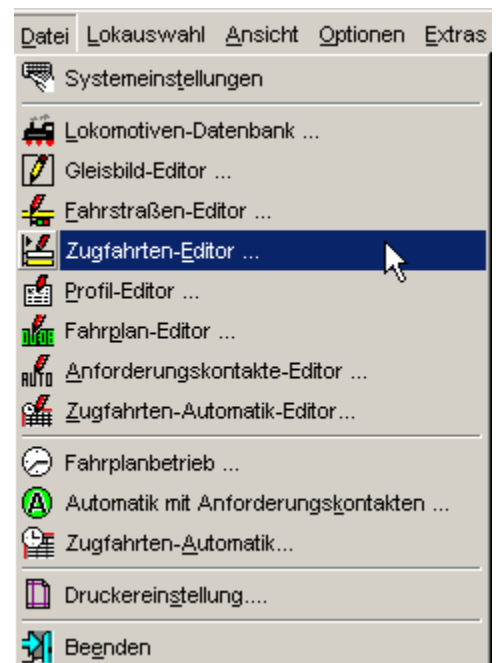 Datei Lokauswahl Ansicht Optionen Extras
Systemeinstellungen
Lokomotiven-Datenbank ...
Gleisbild-Editor ...
Fahrstraßen-Editor ...
Zugfahrten-Editor ...
Profil-Editor ...
Fahrplan-Editor ...
AUTO Anforderungskontakte-Editor ...
Zugfahrten-Automatik-Editor...
Fahrplanbetrieb ...
A Automatik mit Anforderungskontakten ...
Zugfahrten-Automatik...
Druckereinstellung....
Beenden